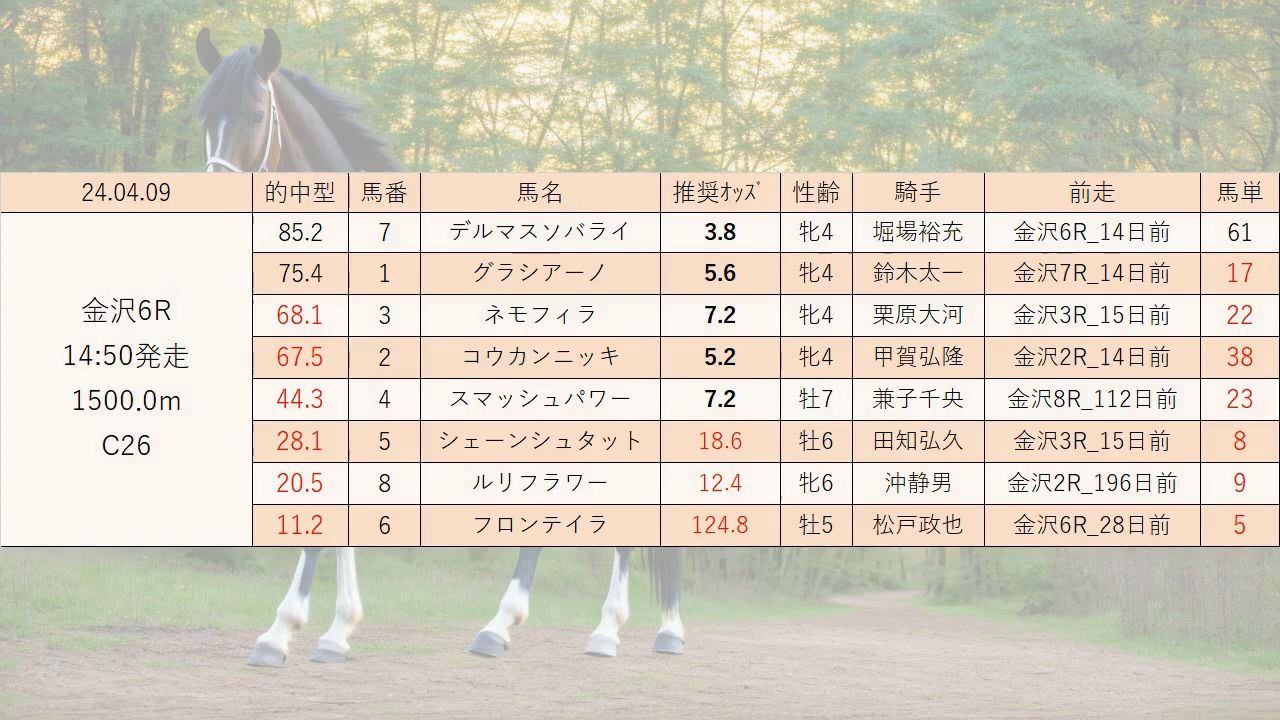 24.04.09 的中型 馬番 馬名 推奨ｵｯｽﾞ 性齢 騎手 前走 馬単
85.2 7 デルマスソバライ 3.8 牝4 堀場裕充 金沢6R_14日前 61
75.4 1 グラシアーノ 5.6 牝4 鈴木太一 金沢7R_14日前 17
68.1 3 ネモフィラ 7.2 牝4 栗原大河 金沢3R_15日前 22
67.5 2 コウカンニッキ 5.2 牝4 甲賀弘隆 金沢2R_14日前 38
44.3 4 スマッシュパワー 7.2 牡7 兼子千央 金沢8R_112日前 23
28.1 5 シェーンシュタット 18.6 牡6 田知弘久 金沢3R_15日前 8
20.5 8 ルリフラワー 12.4 牝6 沖静男 金沢2R_196日前 9
11.2 6 フロンテイラ 124.8 牡5 松戸政也 金沢6R_28日前 5
金沢6R
14:50発走
1500.0m
C26